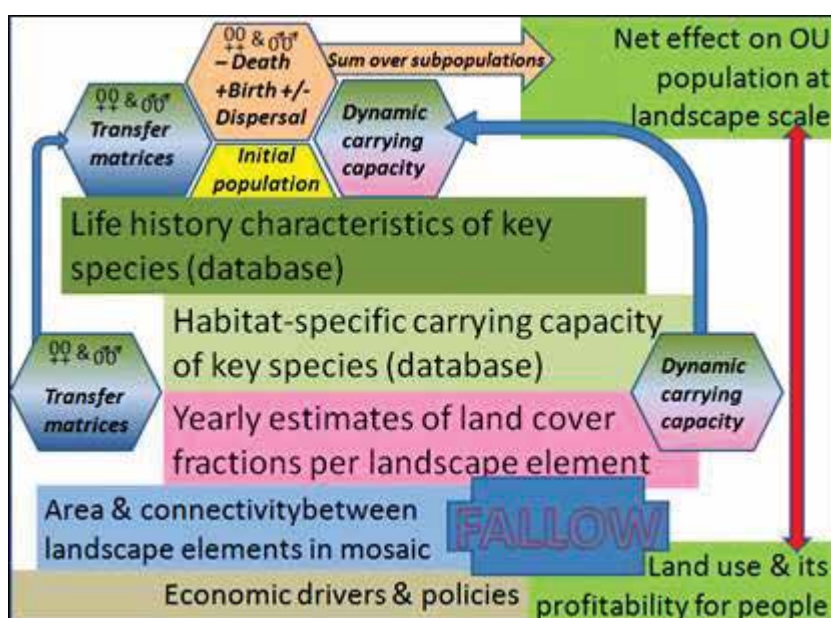 ♀♀ & ♂♂
– Death
+Birth +/-
Dispersal
Sum over subpopulations
Net effect on OU
population at
landscape scale
♀♀ & ♂♂
Transfer
matrices
Initial
population
Dynamic
carrying
capacity
Life history characteristics of key
species (database)
Habitat-specific carrying capacity
of key species (database)
♀♀ & ♂♂
Transfer
matrices
Dynamic
carrying
capacity
Yearly estimates of land cover
fractions per landscape element
Area & connectivitybetween
landscape elements in mosaic
FALLOW
Economic drivers & policies
Land use & its
profitability for people